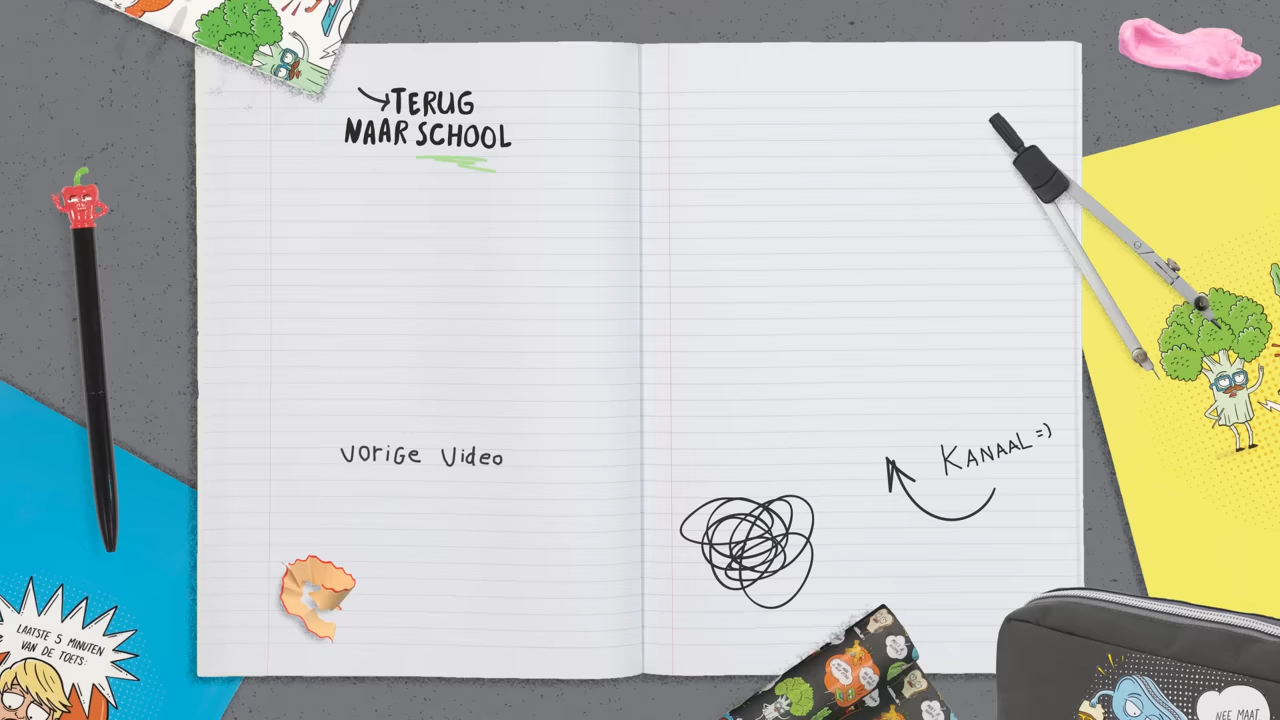 TERUG
NAAR SCHOOL
vorige video
KANAAL =)
LAATSTE 5 MINUTEN
VAN DE TOETS:
NEE MAAT